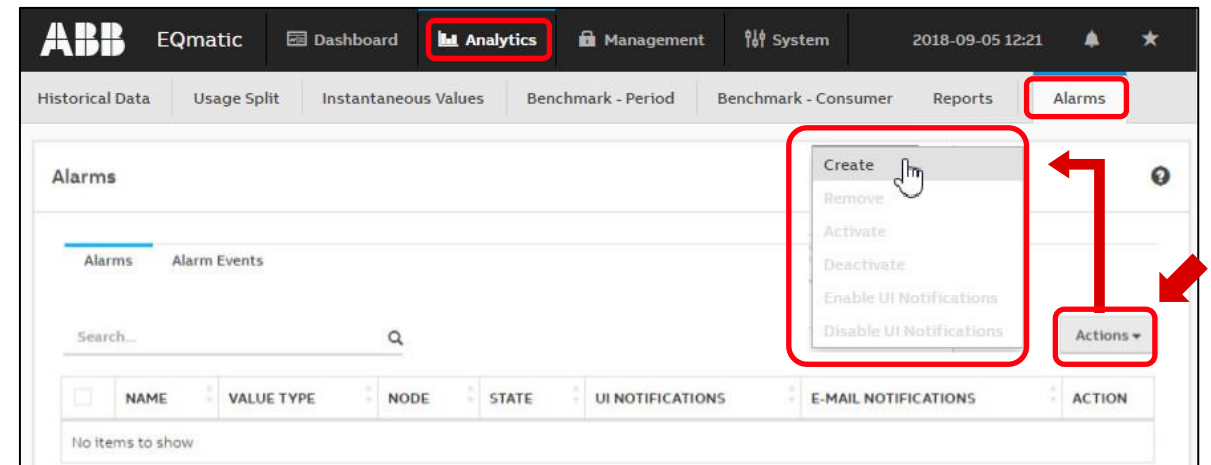 ABB EQmatic Dashboard Analytics Management System 2018-09-05 12:21
Historical Data Usage Split Instantaneous Values Benchmark - Period Benchmark - Consumer Reports Alarms
Alarms
Create
Remove
Activate
Deactivate
Enable UI Notifications
Disable UI Notifications
Alarms Alarm Events
Search...
Actions
NAME VALUE TYPE NODE STATE UI NOTIFICATIONS E-MAIL NOTIFICATIONS ACTION
No items to show